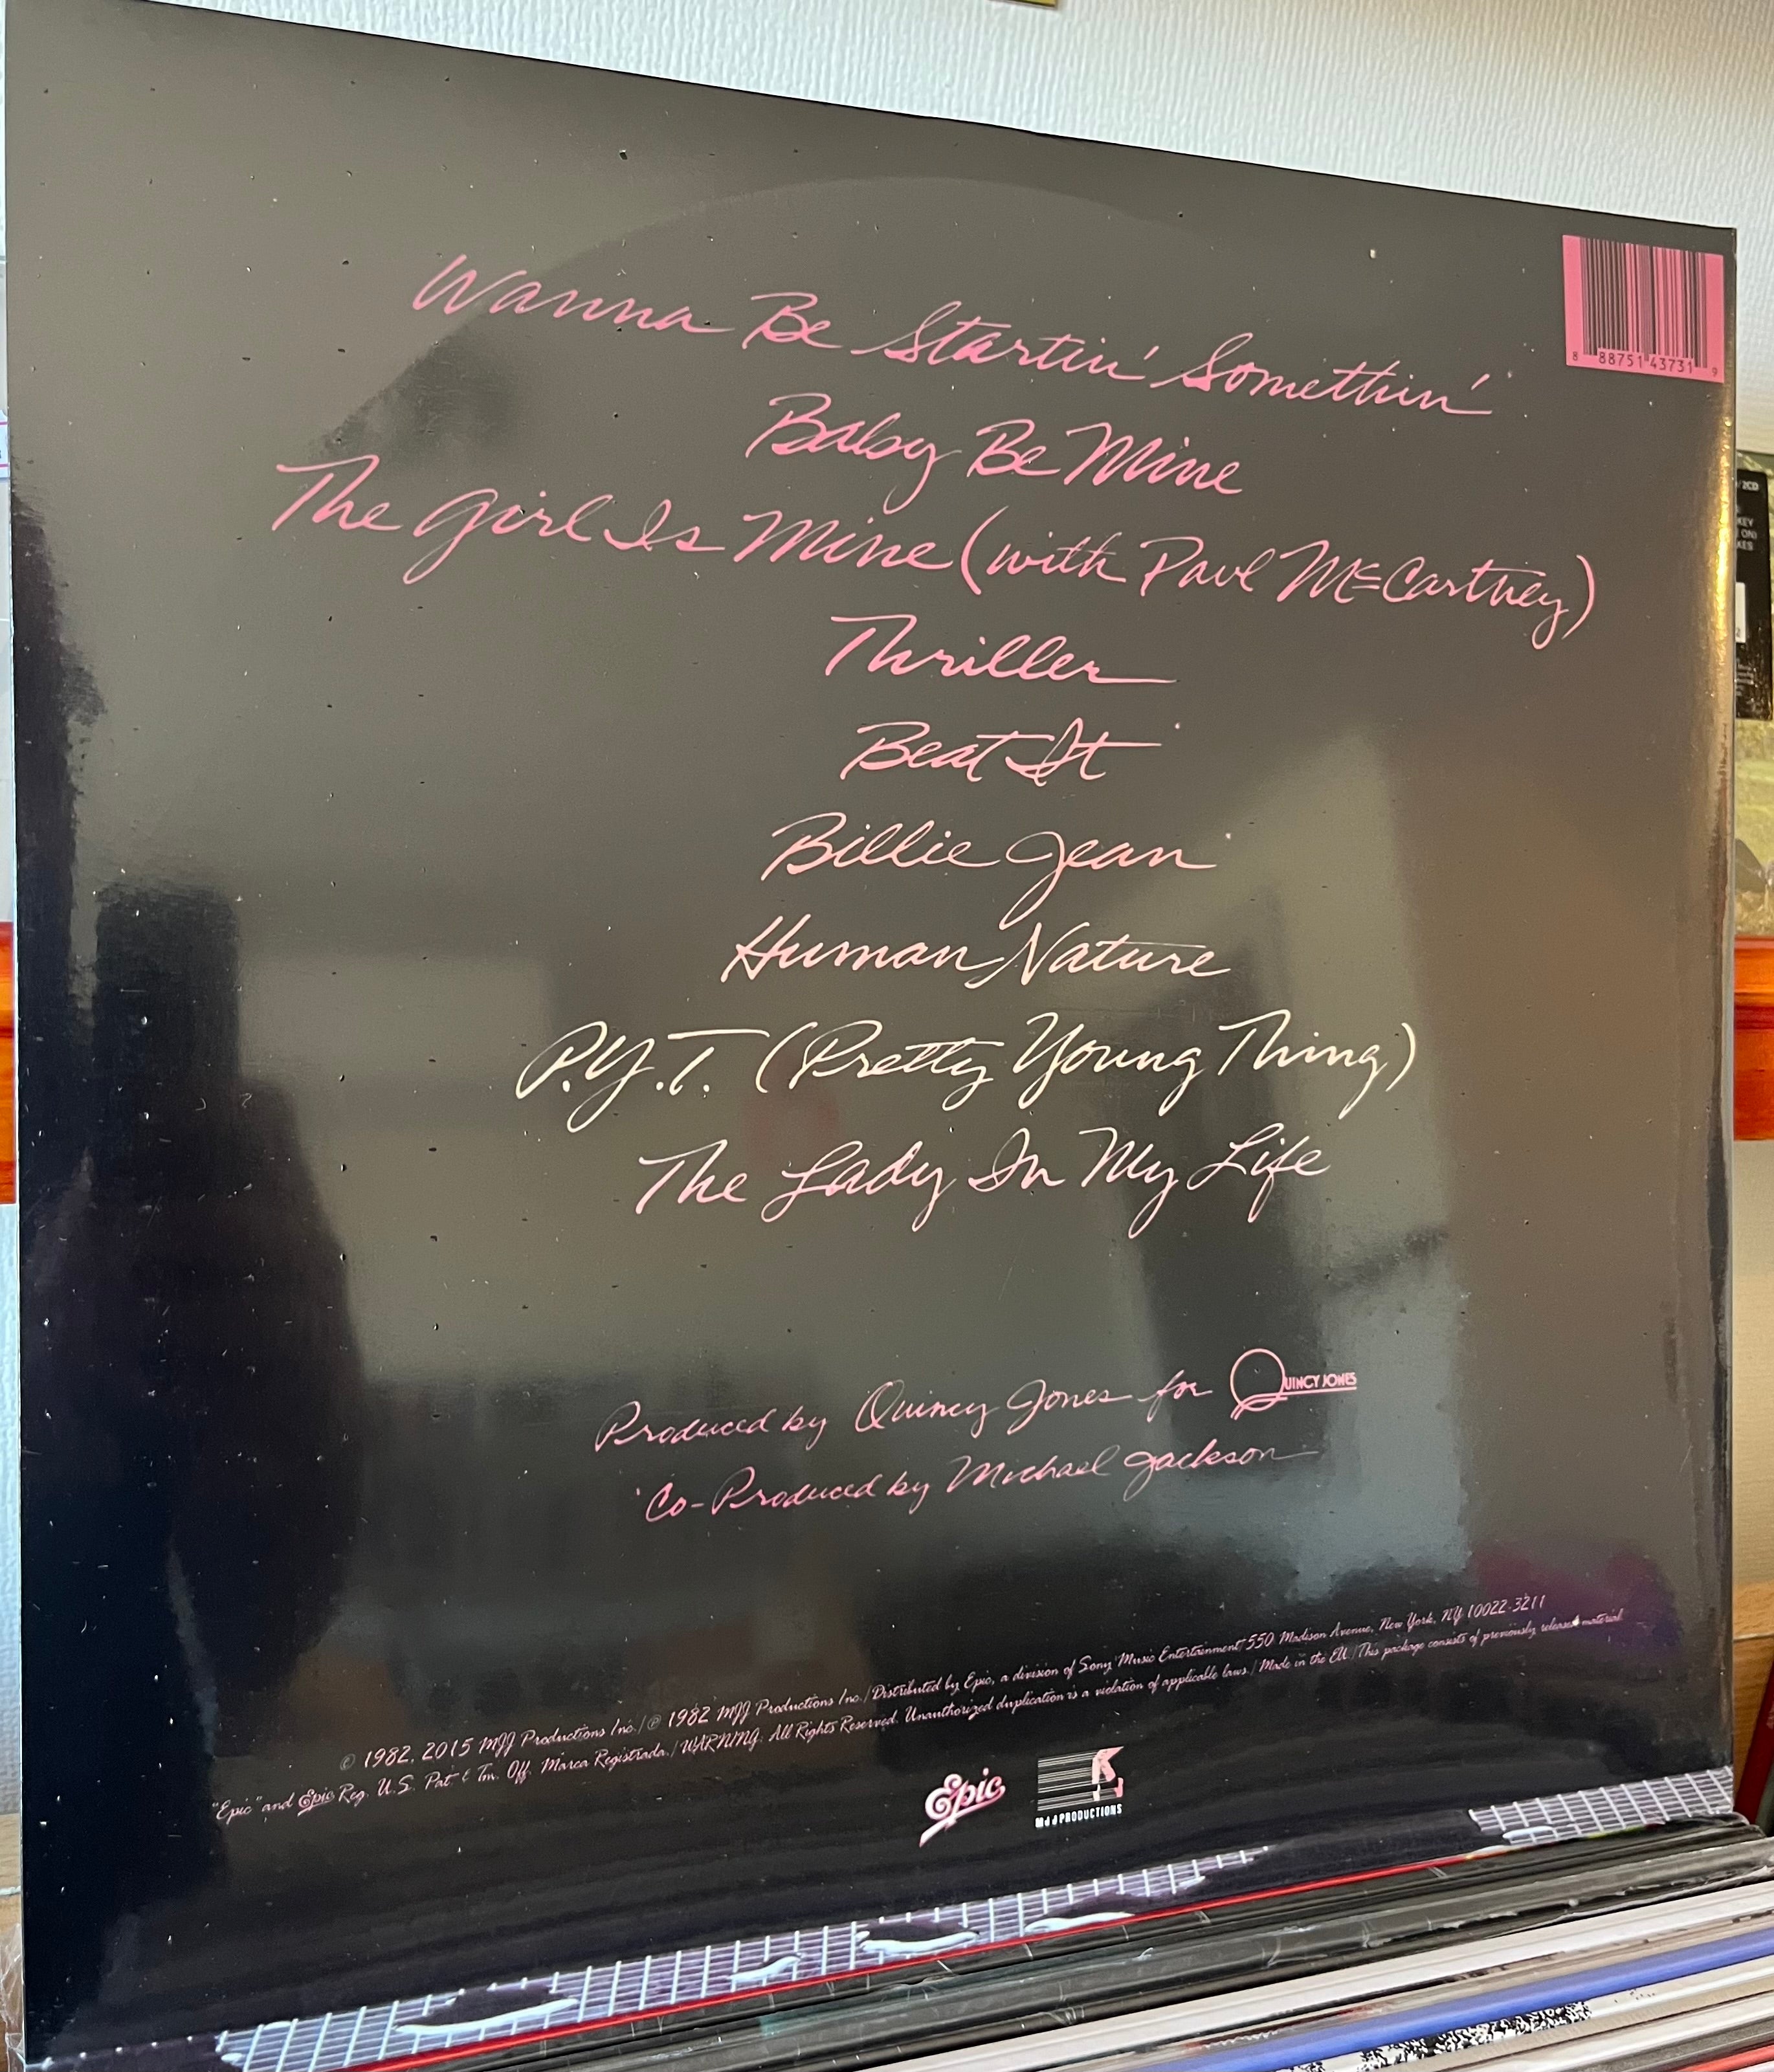 Wanna Be Startin' Somethin'
8 88751 43731 9
Baby Be Mine
The Girl Is Mine (with Paul McCartney)
Thriller
Beat It
Billie Jean
Human Nature
P.Y.T. (Pretty Young Thing)
The Lady In My Life
Produced by Quincy Jones for QUINCY JONES
Co-Produced by Michael Jackson
© 1982, 2015 MJJ Productions Inc. / ℗ 1982 MJJ Productions Inc. / Distributed by Epic, a division of Sony Music Entertainment 550 Madison Avenue, New York, NY 10022-3211
"Epic" and Epic Reg. U.S. Pat. & Tm. Off. Marca Registrada. / WARNING: All Rights Reserved. Unauthorized duplication is a violation of applicable laws. / Made in the EU. / This package consists of previously released material.
Epic
MJJ PRODUCTIONS
/2CD
KEY
ON)
KES